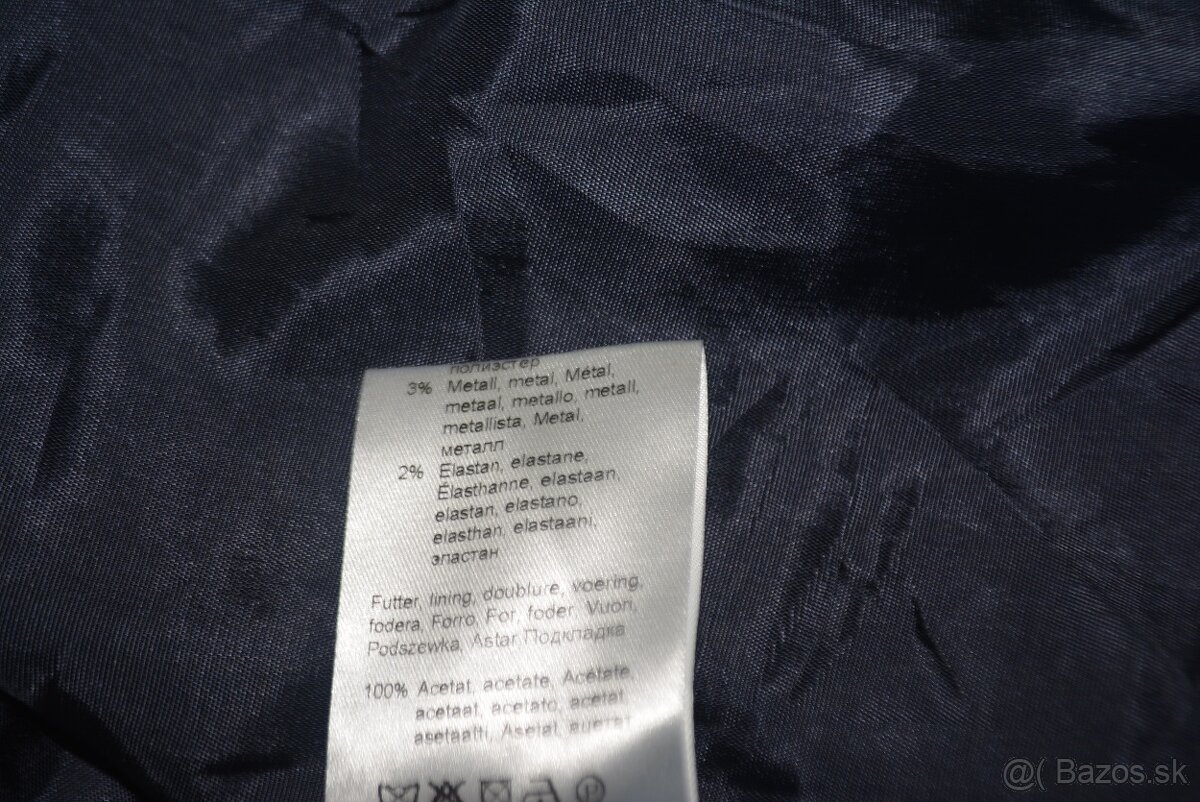 полиэстер
3% Metall, metal, Métal,
metaal, metallo, metall,
metallista, Metal,
металл
2% Elastan, elastane,
Élasthanne, elastaan,
elastan, elastano,
elasthan, elastaani,
эластан
Futter, lining, doublure, voering,
fodera, Forro, For, foder, Vuori,
Podszewka, Astar, Подкладка
100% Acetat, acetate, Acétate,
acetaat, acetato, acetat,
asetaatti, Asetat, ацетат
P
@( Bazos.sk